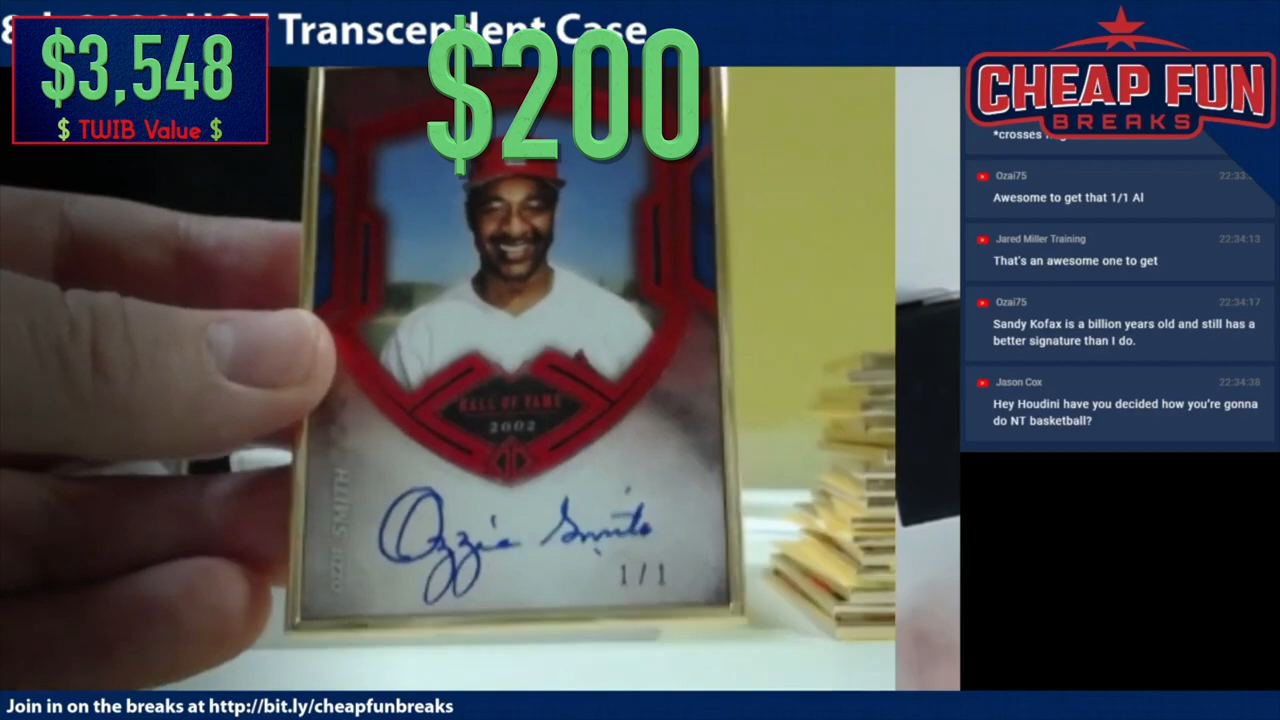 Transcendent Case
$3,548
$ TWIB Value $
$200
CHEAP FUN
BREAKS
*crosses
Ozai75
Awesome to get that 1/1 Al
Jared Miller Training
22:34:13
That's an awesome one to get
Ozai75
22:34:17
Sandy Kofax is a billion years old and still has a
better signature than I do.
Jason Cox
22:34:38
Hey Houdini have you decided how you're gonna
do NT basketball?
HALL OF FAME
2002
OZZIE SMITH
Ozzie Smith
1/1
Join in on the breaks at http://bit.ly/cheapfunbreaks